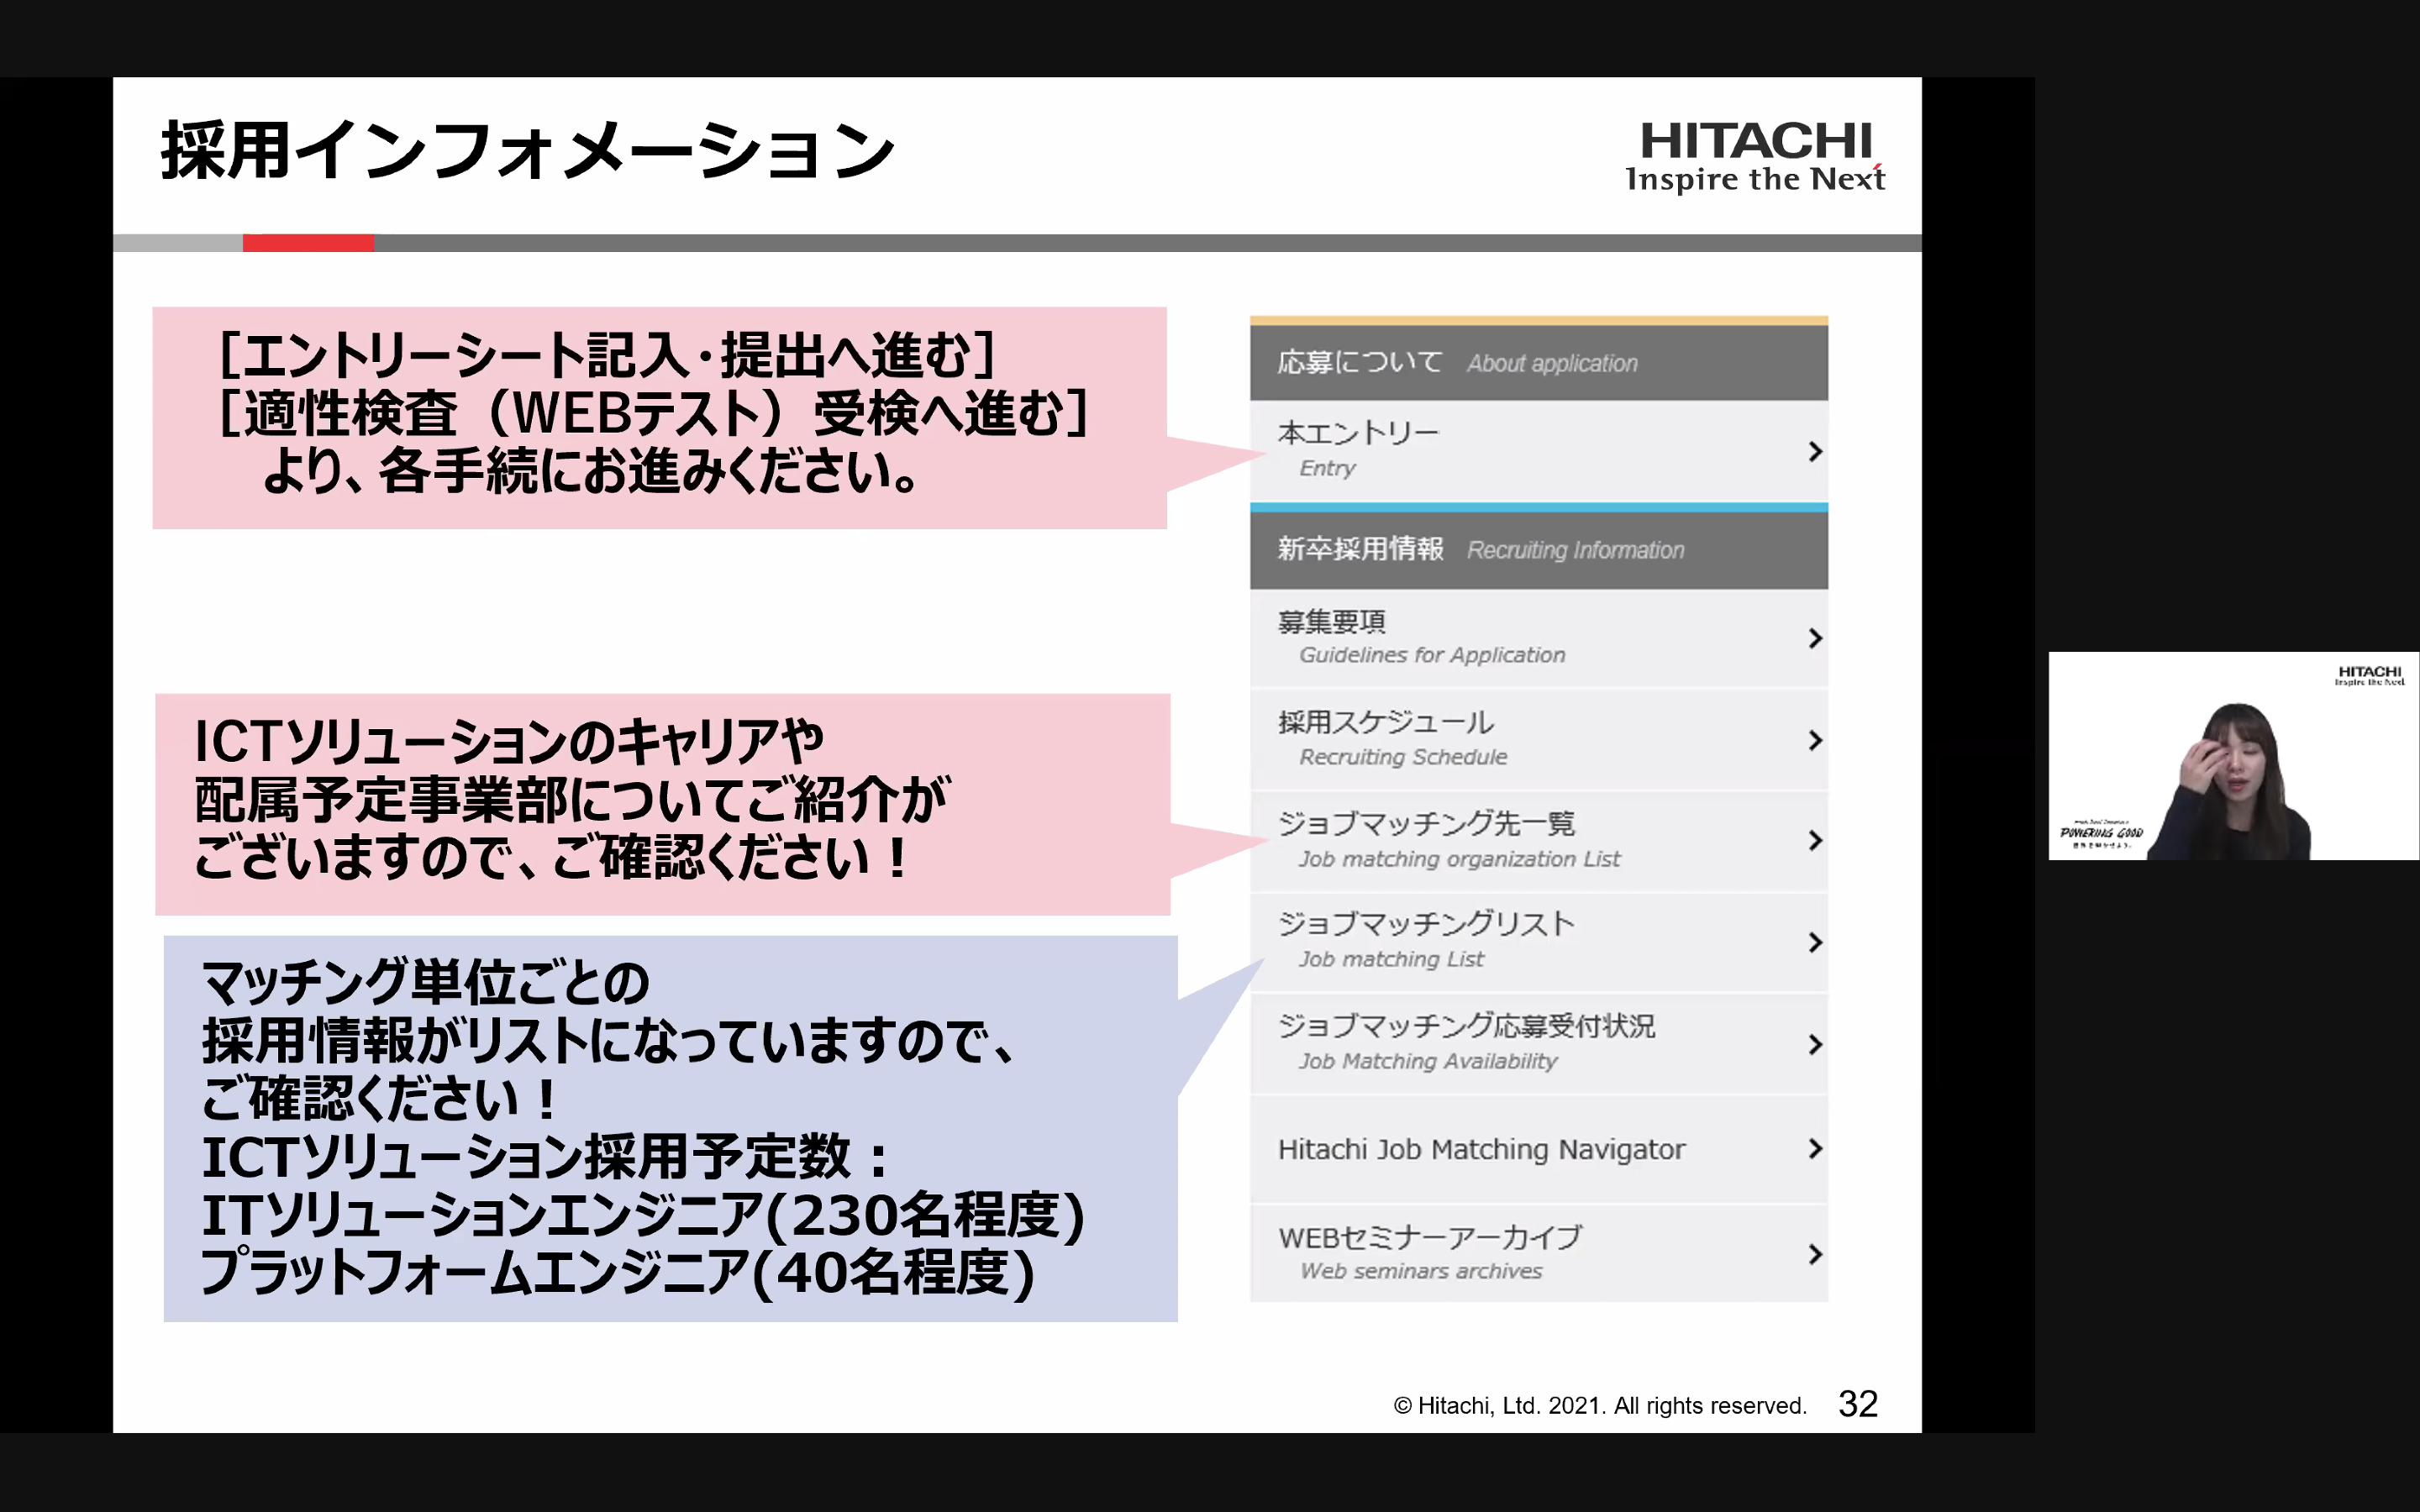 採用インフォメーション
HITACHI
Inspire the Next
［エントリーシート記入・提出へ進む］
［適性検査（WEBテスト）受検へ進む］
より、各手続にお進みください。
ICTソリューションのキャリアや
配属予定事業部についてご紹介が
ございますので、ご確認ください！
マッチング単位ごとの
採用情報がリストになっていますので、
ご確認ください！
ICTソリューション採用予定数：
ITソリューションエンジニア(230名程度)
プラットフォームエンジニア(40名程度)
応募について About application
本エントリー
Entry
新卒採用情報 Recruiting Information
募集要項
Guidelines for Application
採用スケジュール
Recruiting Schedule
ジョブマッチング先一覧
Job matching organization List
ジョブマッチングリスト
Job matching List
ジョブマッチング応募受付状況
Job Matching Availability
Hitachi Job Matching Navigator
WEBセミナーアーカイブ
Web seminars archives
© Hitachi, Ltd. 2021. All rights reserved. 32
HITACHI
Inspire the Next
POWERING GOOD